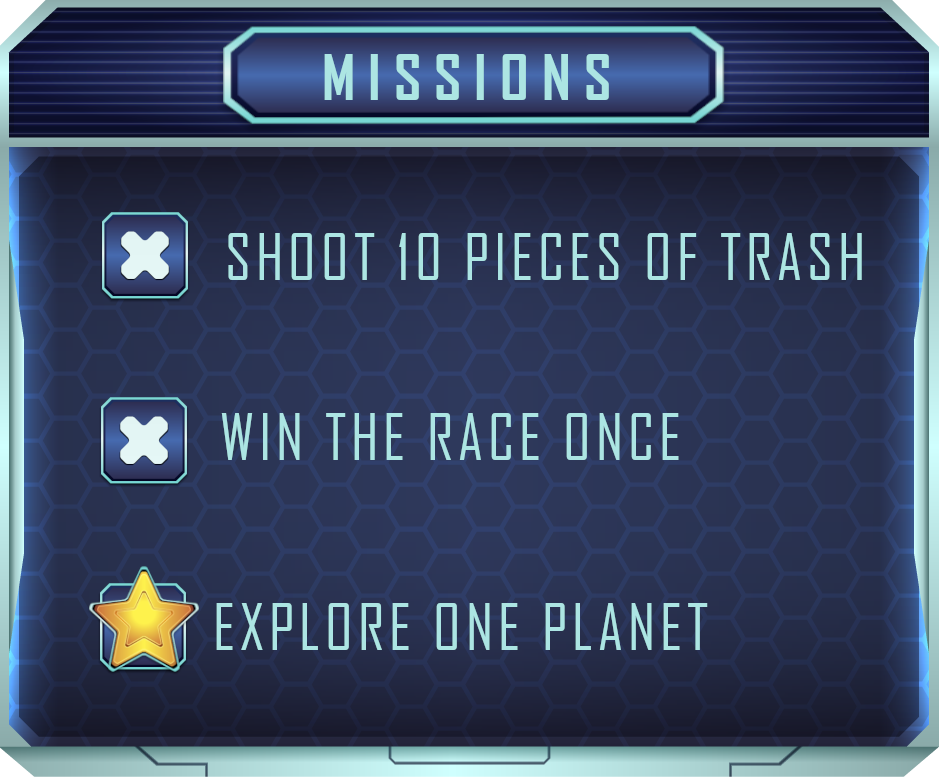 MISSIONS
SHOOT 10 PIECES OF TRASH
WIN THE RACE ONCE
EXPLORE ONE PLANET